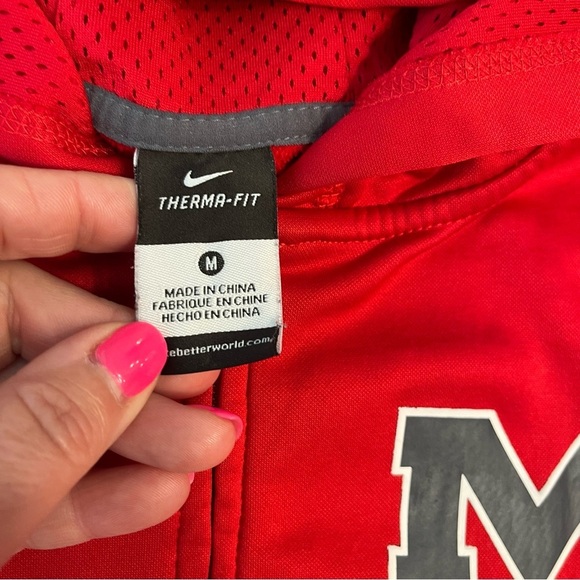 THERMA-FIT
M
MADE IN CHINA
FABRIQUE EN CHINE
HECHO EN CHINA
ebetterworld.com/
M